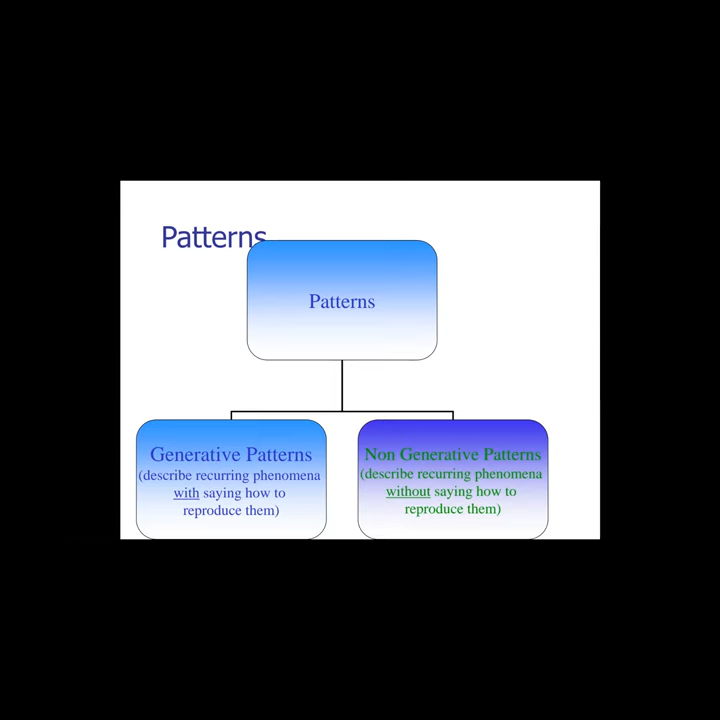 Patterns
Patterns
Generative Patterns
(describe recurring phenomena
with saying how to
reproduce them)
Non Generative Patterns
(describe recurring phenomena
without saying how to
reproduce them)